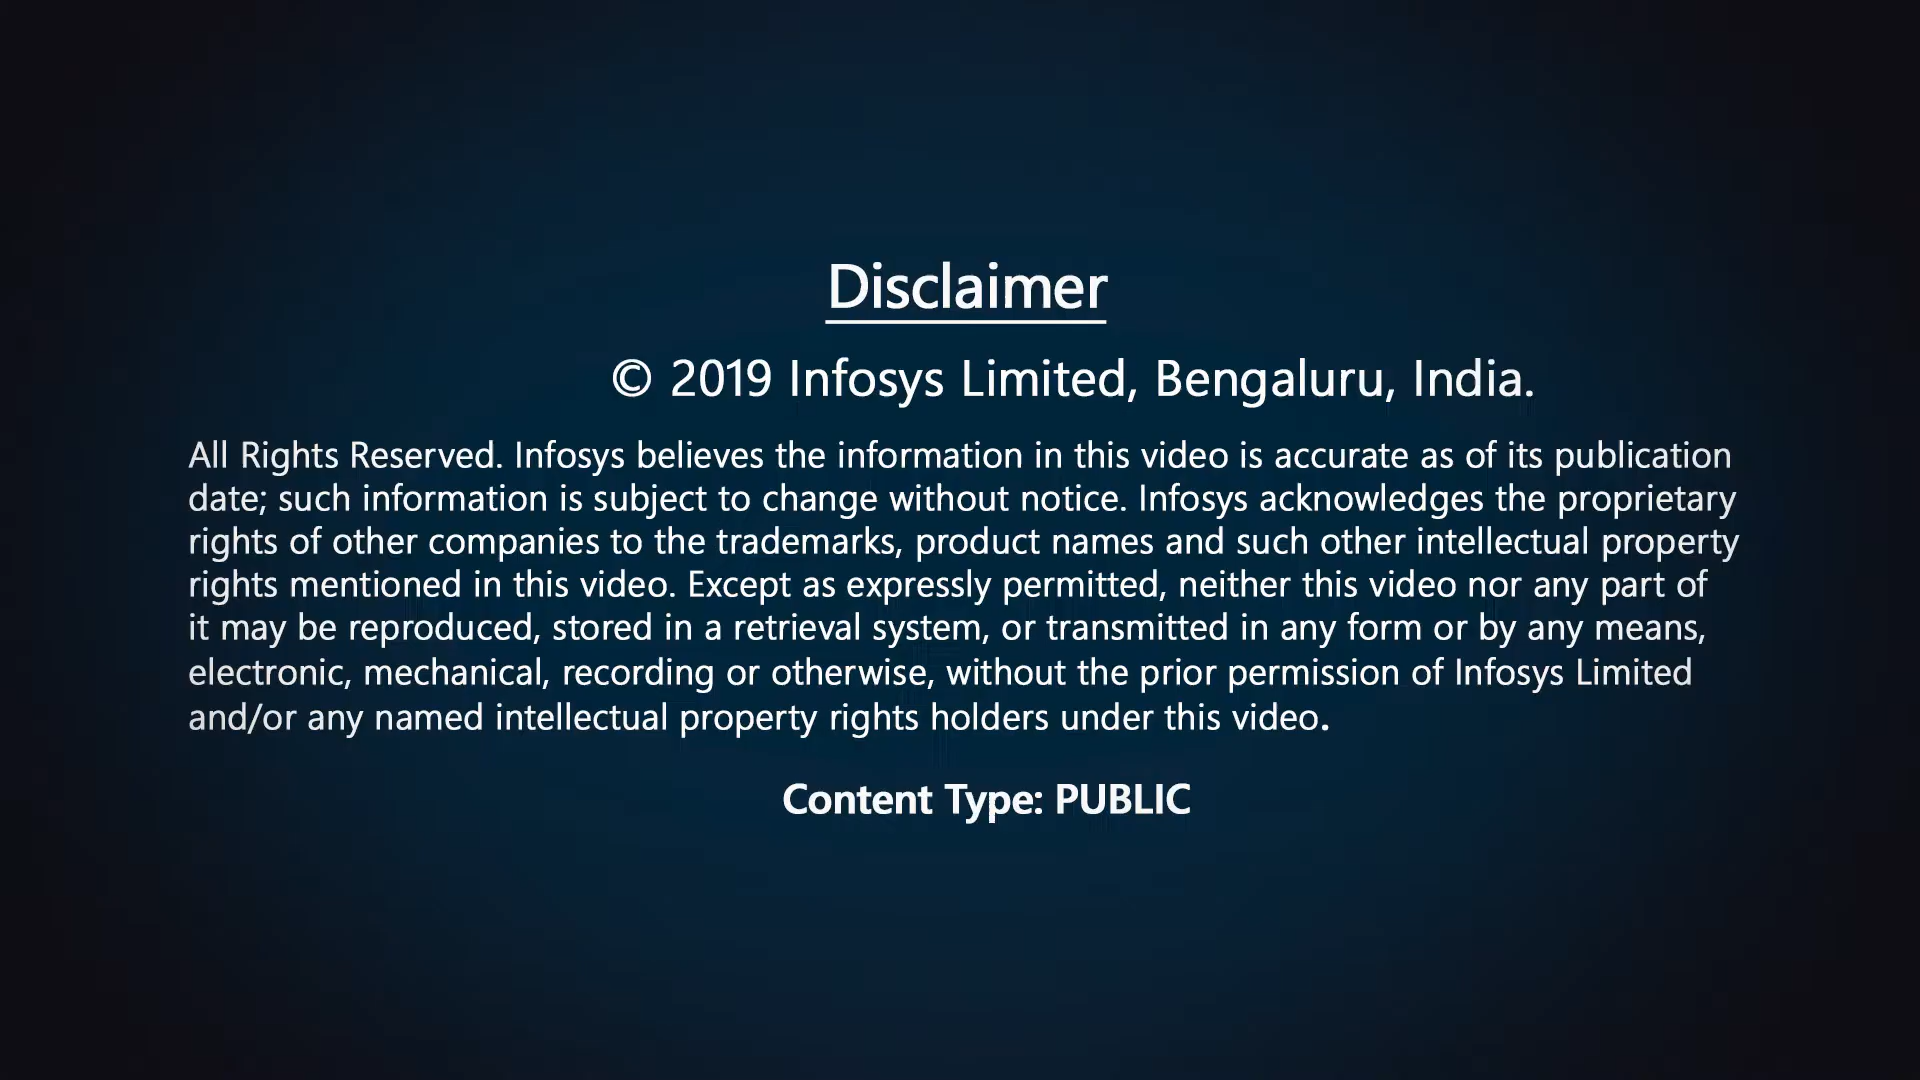 Disclaimer
© 2019 Infosys Limited, Bengaluru, India.
All Rights Reserved. Infosys believes the information in this video is accurate as of its publication
date; such information is subject to change without notice. Infosys acknowledges the proprietary
rights of other companies to the trademarks, product names and such other intellectual property
rights mentioned in this video. Except as expressly permitted, neither this video nor any part of
it may be reproduced, stored in a retrieval system, or transmitted in any form or by any means,
electronic, mechanical, recording or otherwise, without the prior permission of Infosys Limited
and/or any named intellectual property rights holders under this video.
Content Type: PUBLIC